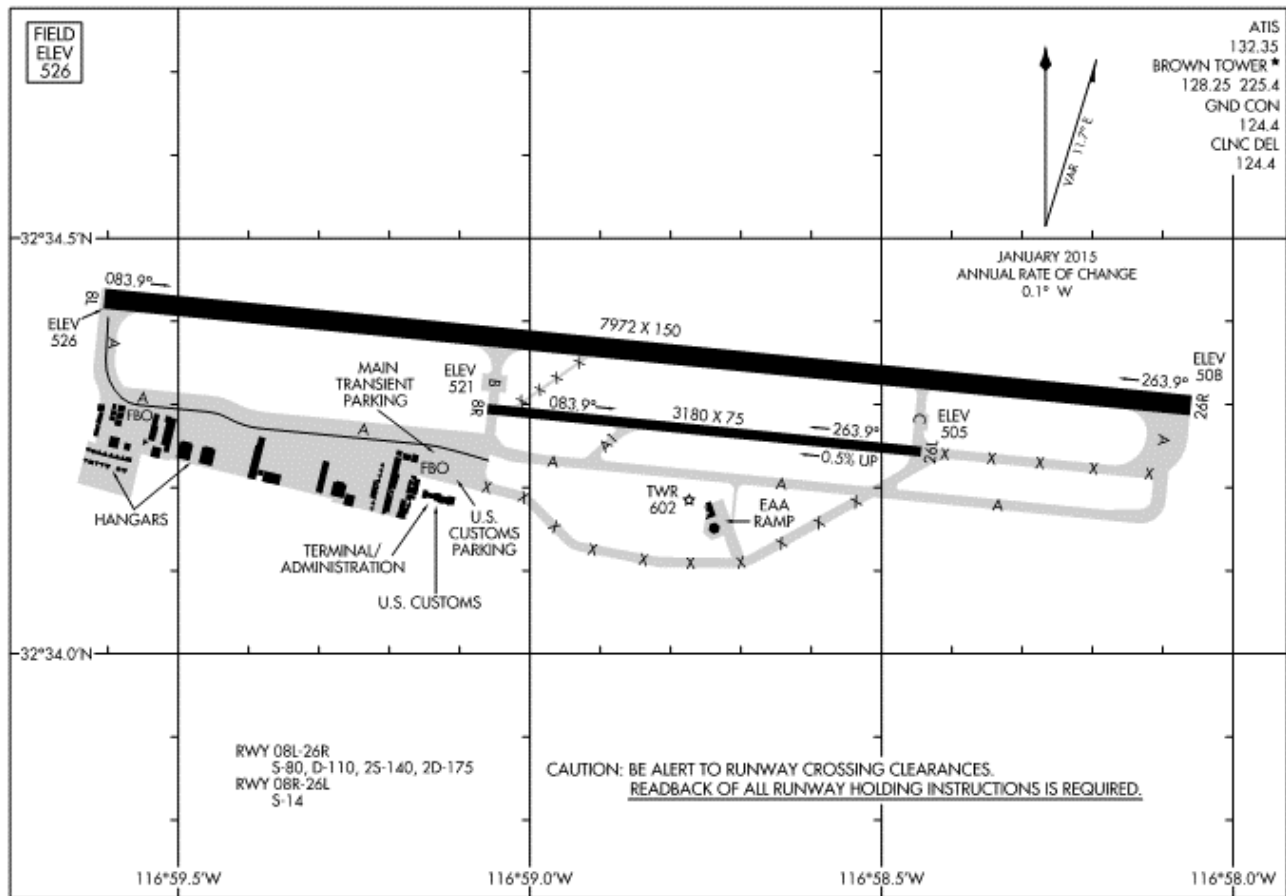 FIELD
ELEV
526
ATIS
132.35
BROWN TOWER ★
128.25 225.4
GND CON
124.4
CLNC DEL
124.4
VAR 11.7° E
32°34.5'N
JANUARY 2015
ANNUAL RATE OF CHANGE
0.1° W
8L
083.9°
ELEV
526
7972 X 150
ELEV
508
263.9°
26R
A
A
FBO
HANGARS
A
MAIN
TRANSIENT
PARKING
ELEV
521
B
8R
083.9°
3180 X 75
263.9°
0.5% UP
C
ELEV
505
26L
X X X X
X X X X X
A
A1
A
A
A
FBO
U.S.
CUSTOMS
PARKING
TERMINAL/
ADMINISTRATION
U.S. CUSTOMS
TWR
602
EAA
RAMP
X X X X X X X X X X X
32°34.0'N
RWY 08L-26R
S-80, D-110, 2S-140, 2D-175
RWY 08R-26L
S-14
CAUTION: BE ALERT TO RUNWAY CROSSING CLEARANCES.
READBACK OF ALL RUNWAY HOLDING INSTRUCTIONS IS REQUIRED.
116°59.5'W
116°59.0'W
116°58.5'W
116°58.0'W